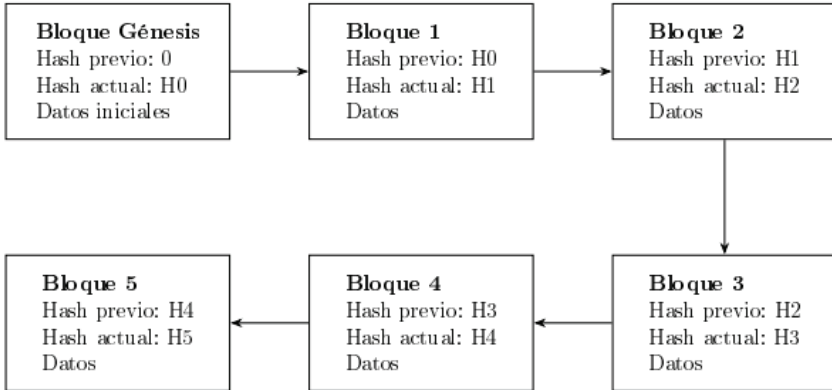 Bloque Génesis
Hash previo: 0
Hash actual: H0
Datos iniciales
Bloque 1
Hash previo: H0
Hash actual: H1
Datos
Bloque 2
Hash previo: H1
Hash actual: H2
Datos
Bloque 3
Hash previo: H2
Hash actual: H3
Datos
Bloque 4
Hash previo: H3
Hash actual: H4
Datos
Bloque 5
Hash previo: H4
Hash actual: H5
Datos